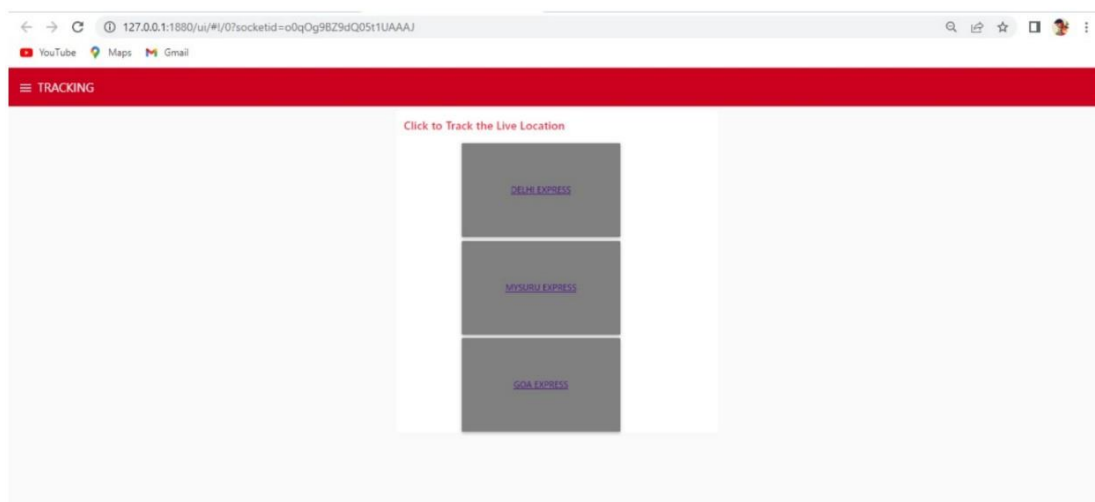 127.0.0.1:1880/ui/#!/0?socketid=o0qOg9BZ9dQ05t1UAAAJ
YouTube Maps Gmail
TRACKING
Click to Track the Live Location
DELHI EXPRESS
MYSURU EXPRESS
GOA EXPRESS